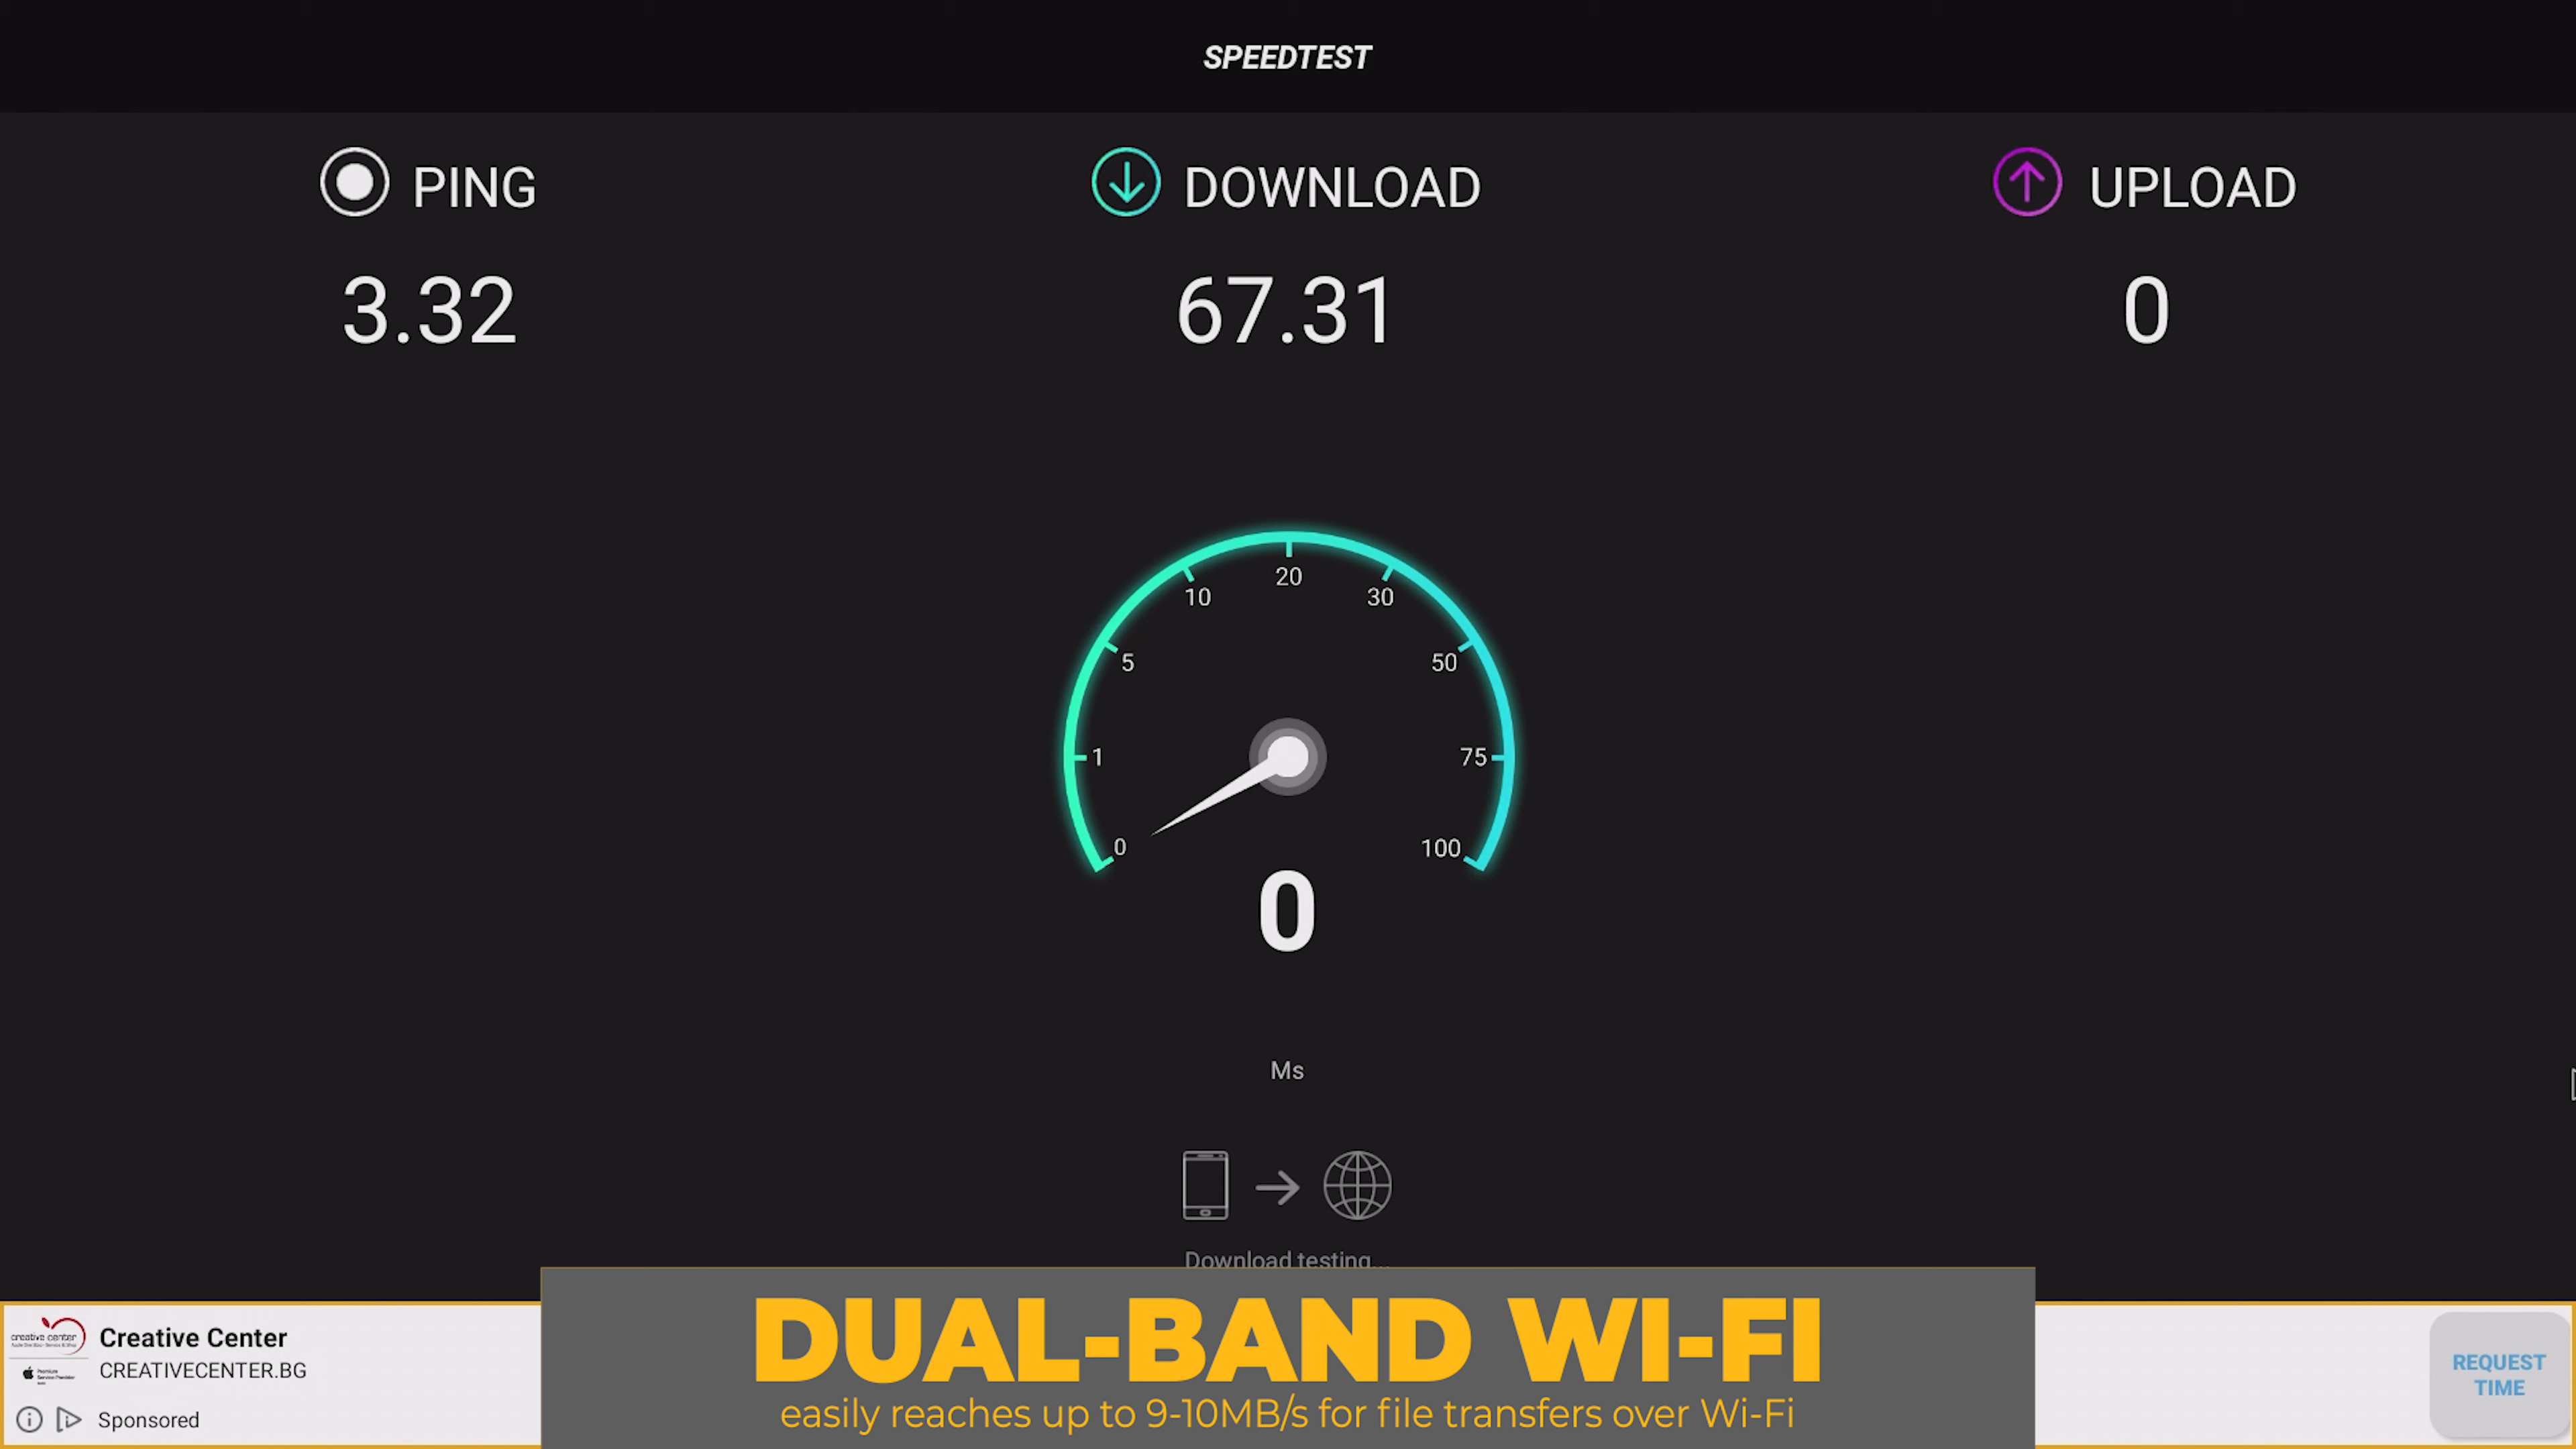 SPEEDTEST
PING
DOWNLOAD
UPLOAD
3.32
67.31
0
20
10
30
5
50
1
75
0
100
0
Ms
Download testing...
DUAL-BAND WI-FI
easily reaches up to 9-10MB/s for file transfers over Wi-Fi
creative center
Creative Center
CREATIVECENTER.BG
Sponsored
REQUEST
TIME